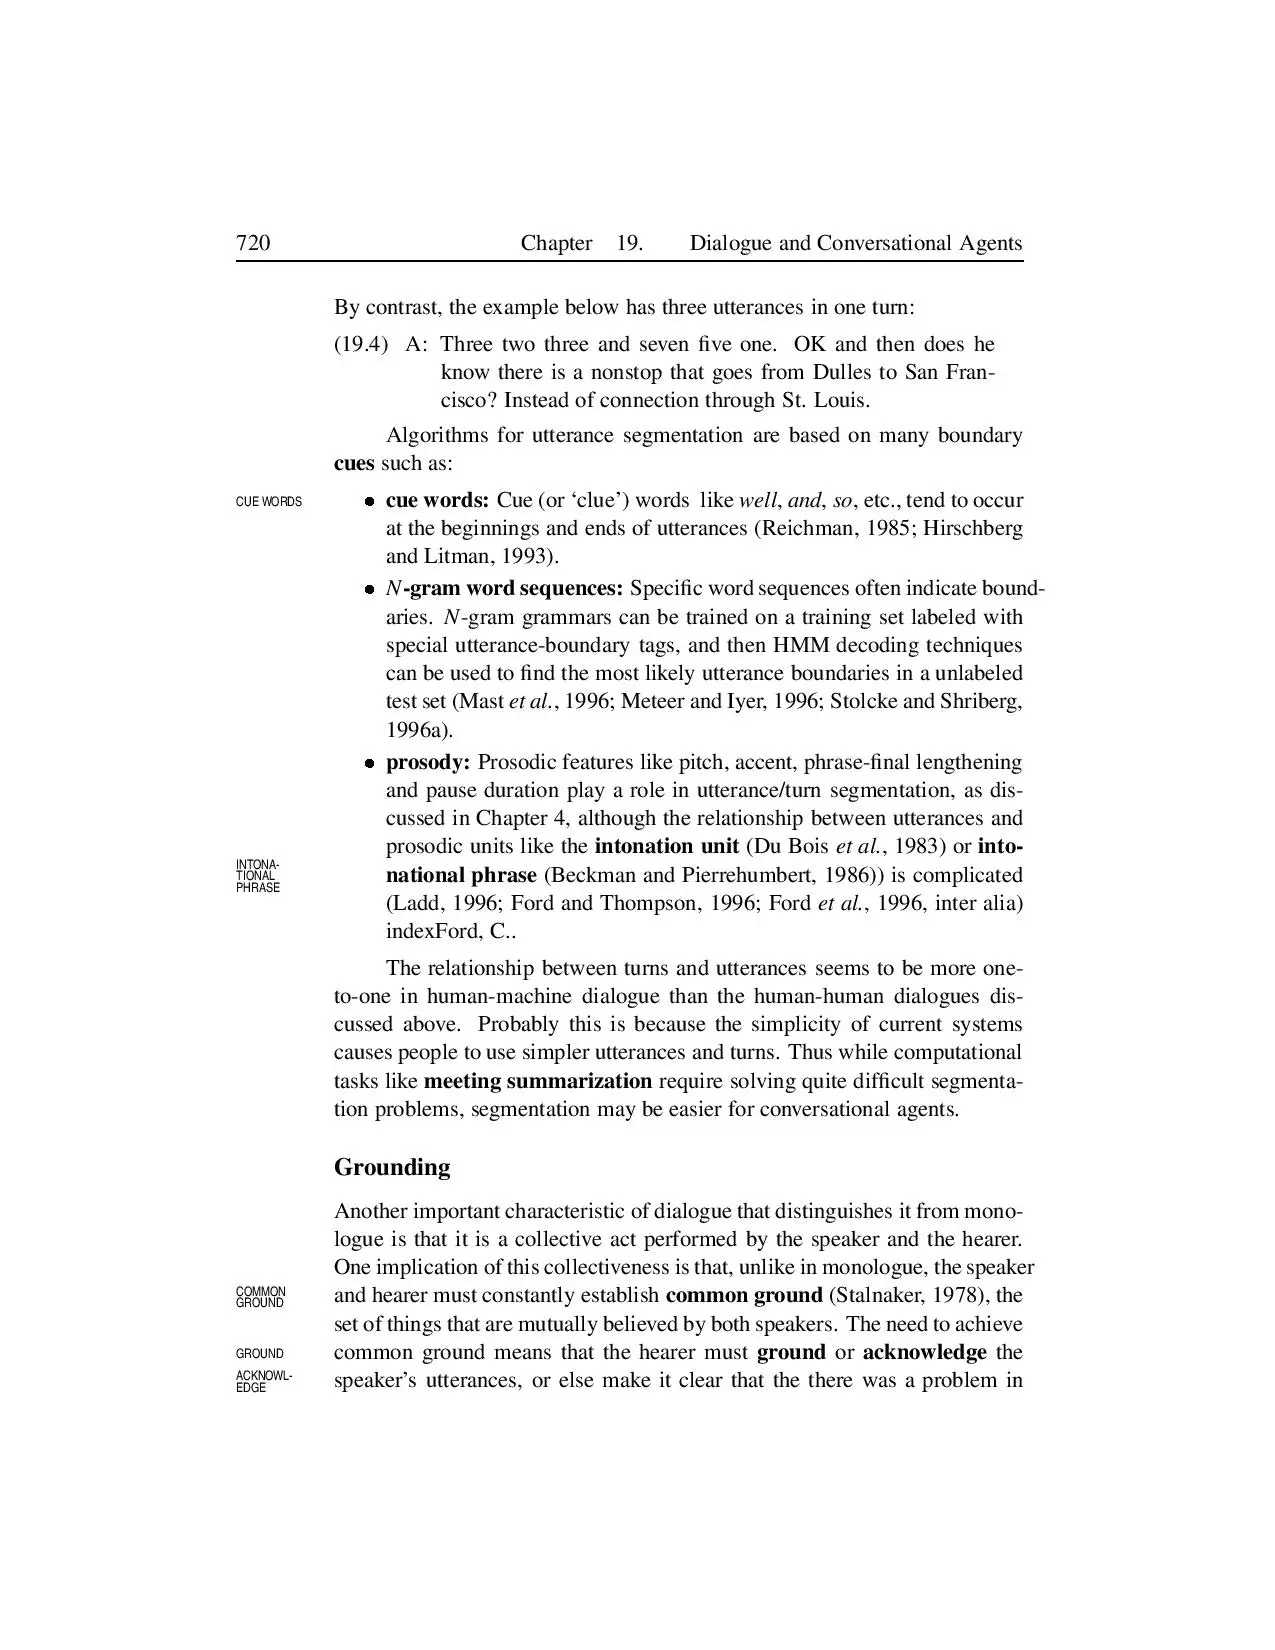 720 Chapter 19. Dialogue and Conversational Agents
By contrast, the example below has three utterances in one turn:
(19.4) A: Three two three and seven five one. OK and then does he
know there is a nonstop that goes from Dulles to San Fran-
cisco? Instead of connection through St. Louis.
Algorithms for utterance segmentation are based on many boundary
cues such as:
CUE WORDS
• cue words: Cue (or ‘clue’) words like well, and, so, etc., tend to occur
at the beginnings and ends of utterances (Reichman, 1985; Hirschberg
and Litman, 1993).
• N-gram word sequences: Specific word sequences often indicate bound-
aries. N-gram grammars can be trained on a training set labeled with
special utterance-boundary tags, and then HMM decoding techniques
can be used to find the most likely utterance boundaries in a unlabeled
test set (Mast et al., 1996; Meteer and Iyer, 1996; Stolcke and Shriberg,
1996a).
• prosody: Prosodic features like pitch, accent, phrase-final lengthening
and pause duration play a role in utterance/turn segmentation, as dis-
cussed in Chapter 4, although the relationship between utterances and
prosodic units like the intonation unit (Du Bois et al., 1983) or into-
INTONA-
TIONAL
PHRASE
national phrase (Beckman and Pierrehumbert, 1986)) is complicated
(Ladd, 1996; Ford and Thompson, 1996; Ford et al., 1996, inter alia)
indexFord, C..
The relationship between turns and utterances seems to be more one-
to-one in human-machine dialogue than the human-human dialogues dis-
cussed above. Probably this is because the simplicity of current systems
causes people to use simpler utterances and turns. Thus while computational
tasks like meeting summarization require solving quite difficult segmenta-
tion problems, segmentation may be easier for conversational agents.
Grounding
Another important characteristic of dialogue that distinguishes it from mono-
logue is that it is a collective act performed by the speaker and the hearer.
One implication of this collectiveness is that, unlike in monologue, the speaker
COMMON
GROUND
and hearer must constantly establish common ground (Stalnaker, 1978), the
set of things that are mutually believed by both speakers. The need to achieve
GROUND
common ground means that the hearer must ground or acknowledge the
ACKNOWL-
EDGE
speaker’s utterances, or else make it clear that the there was a problem in